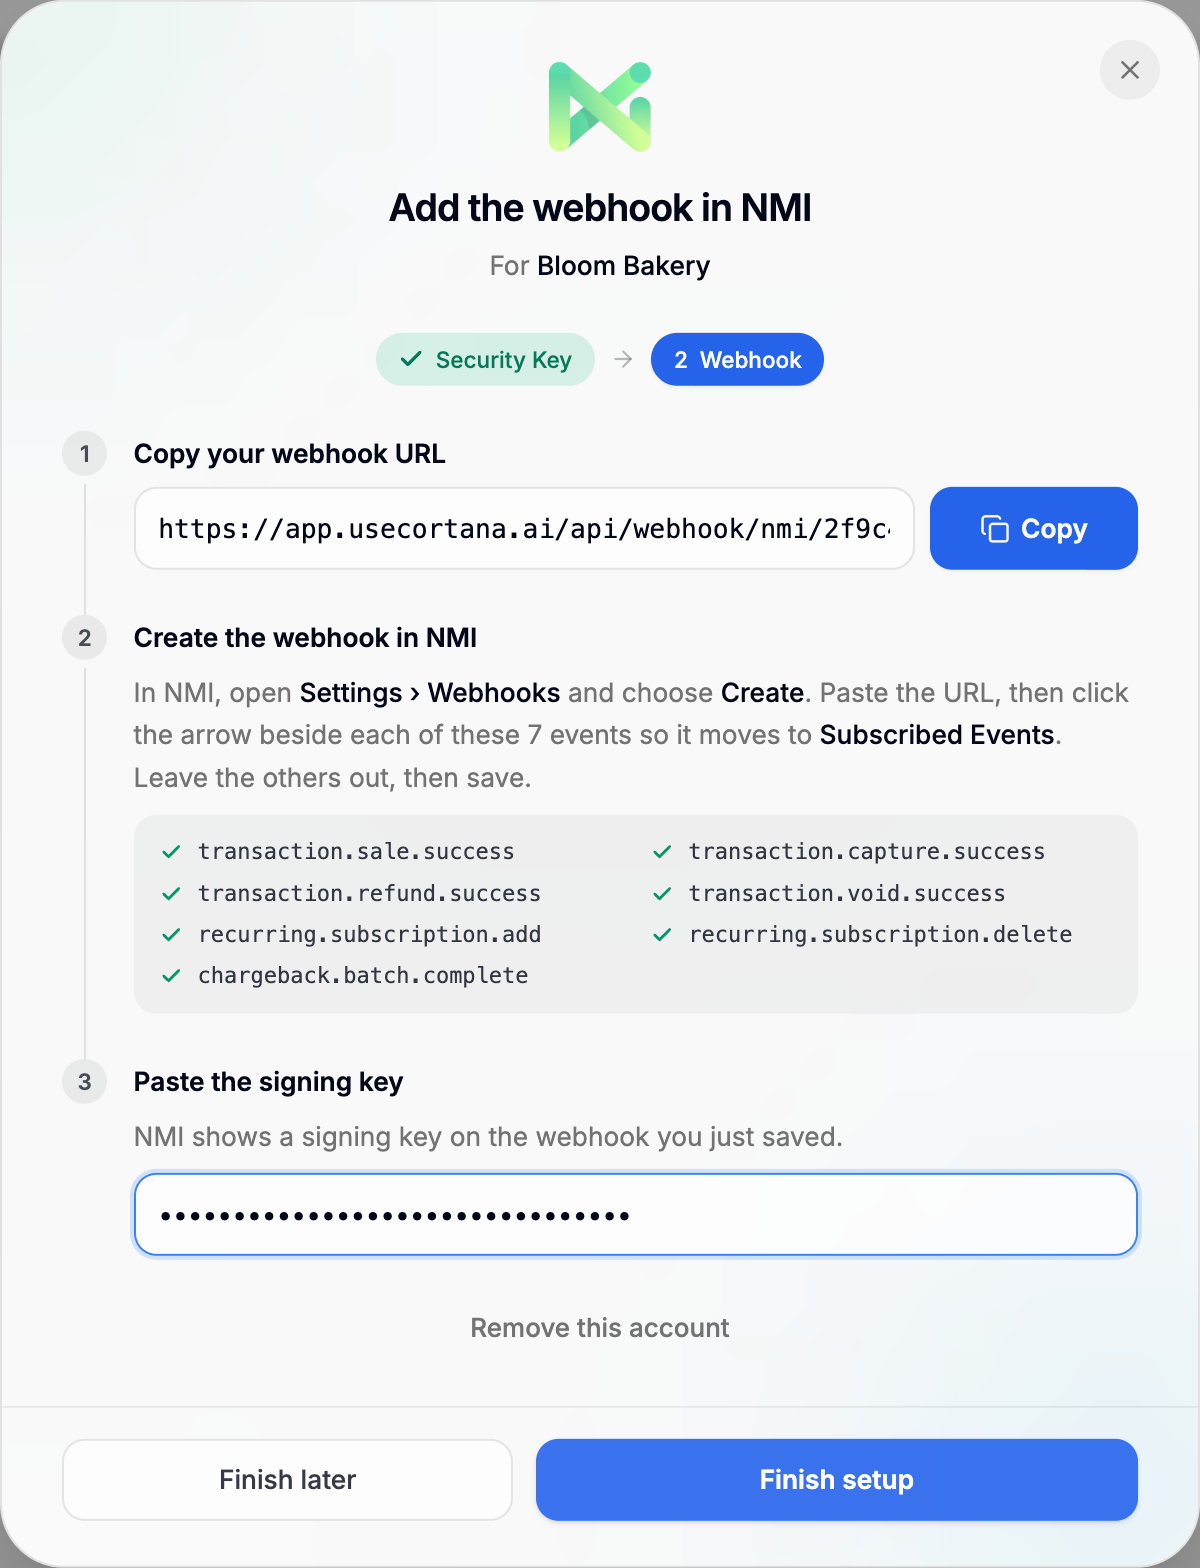 Add the webhook in NMI
For Bloom Bakery
Security Key
2 Webhook
1
Copy your webhook URL
https://app.usecortana.ai/api/webhook/nmi/2f9c
Copy
2
Create the webhook in NMI
In NMI, open Settings › Webhooks and choose Create. Paste the URL, then click
the arrow beside each of these 7 events so it moves to Subscribed Events.
Leave the others out, then save.
transaction.sale.success
transaction.capture.success
transaction.refund.success
transaction.void.success
recurring.subscription.add
recurring.subscription.delete
chargeback.batch.complete
3
Paste the signing key
NMI shows a signing key on the webhook you just saved.
••••••••••••••••••••••••••••••••
Remove this account
Finish later
Finish setup